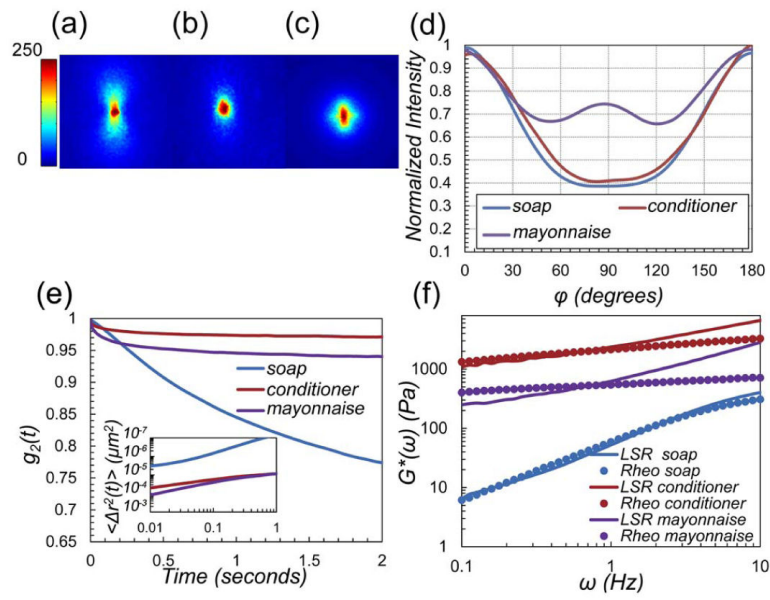 (a) (b) (c)
250
0
Normalized Intensity
1
0.9
0.8
0.7
0.6
0.5
0.4
0.3
0.2
0.1
soap
conditioner
mayonnaise
0 30 60 90 120 150 180
φ (degrees)
(d)
(e)
g2(t)
1
0.95
0.9
0.85
0.8
0.75
0.7
0.65
soap
conditioner
mayonnaise
<Δr²(t)> (μm²)
10⁻⁷
10⁻⁶
10⁻⁵
10⁻⁴
10⁻³
0.01 0.1 1
0 0.5 1 1.5 2
Time (seconds)
(f)
G*(ω) (Pa)
1000
100
10
1
LSR soap
Rheo soap
LSR conditioner
Rheo conditioner
LSR mayonnaise
Rheo mayonnaise
0.1 1 10
ω (Hz)